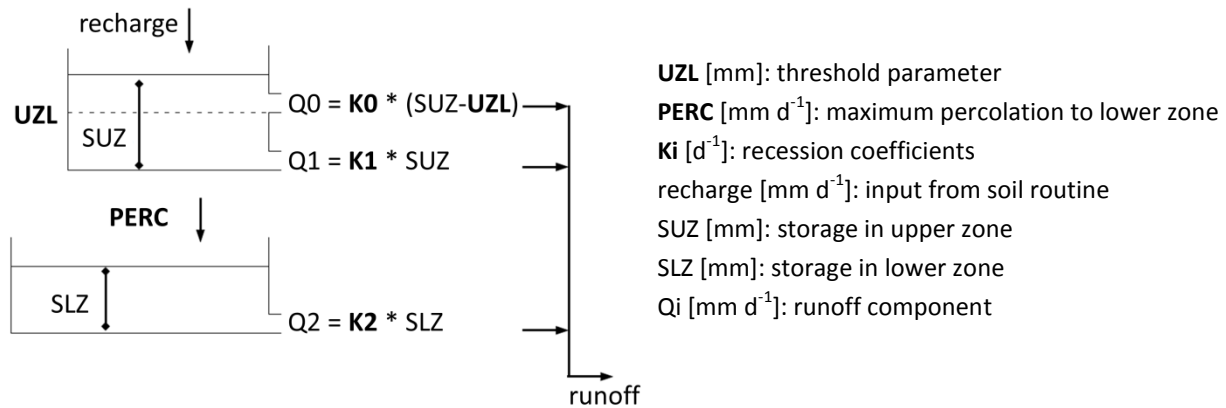 recharge
UZL
SUZ
Q0 = K0 * (SUZ-UZL)
Q1 = K1 * SUZ
PERC
SLZ
Q2 = K2 * SLZ
runoff
UZL [mm]: threshold parameter
PERC [mm d⁻¹]: maximum percolation to lower zone
Ki [d⁻¹]: recession coefficients
recharge [mm d⁻¹]: input from soil routine
SUZ [mm]: storage in upper zone
SLZ [mm]: storage in lower zone
Qi [mm d⁻¹]: runoff component